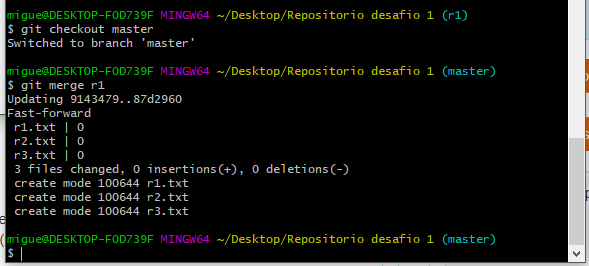 migue@DESKTOP-FOD739F MINGW64 ~/Desktop/Repositorio desafio 1 (r1)
$ git checkout master
Switched to branch 'master'

migue@DESKTOP-FOD739F MINGW64 ~/Desktop/Repositorio desafio 1 (master)
$ git merge r1
Updating 9143479..87d2960
Fast-forward
 r1.txt | 0
 r2.txt | 0
 r3.txt | 0
 3 files changed, 0 insertions(+), 0 deletions(-)
 create mode 100644 r1.txt
 create mode 100644 r2.txt
 create mode 100644 r3.txt

migue@DESKTOP-FOD739F MINGW64 ~/Desktop/Repositorio desafio 1 (master)
$